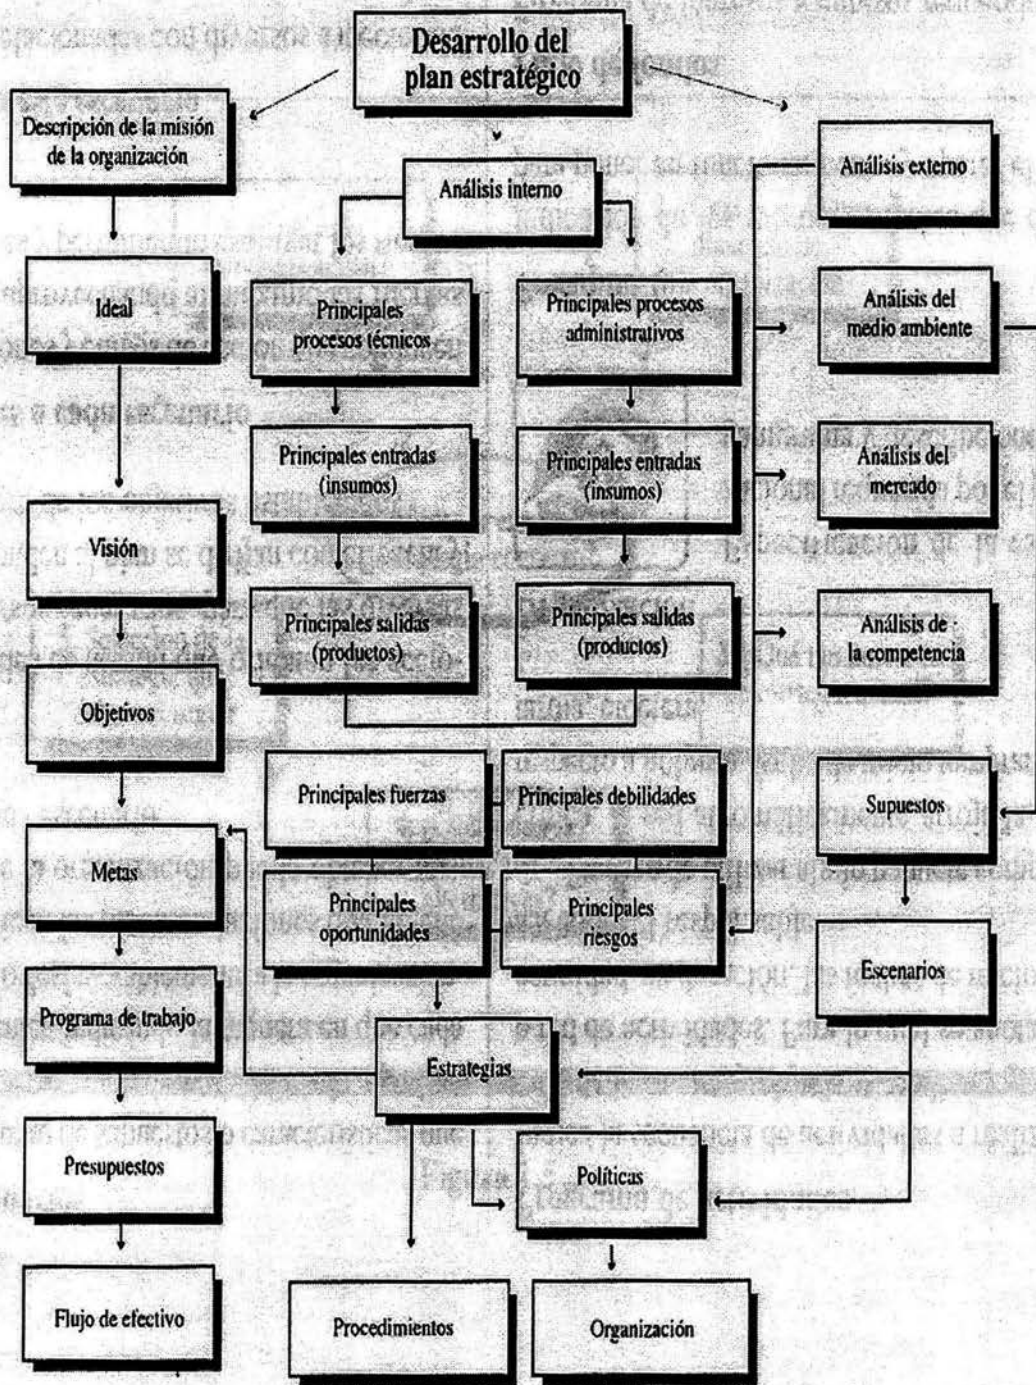 Desarrollo del
plan estratégico
Descripción de la misión
de la organización
Análisis interno
Análisis externo
Ideal
Principales
procesos técnicos
Principales procesos
administrativos
Análisis del
medio ambiente
Principales entradas
(insumos)
Principales entradas
(insumos)
Análisis del
mercado
Visión
Principales salidas
(productos)
Principales salidas
(productos)
Análisis de
la competencia
Objetivos
Principales fuerzas
Principales debilidades
Supuestos
Metas
Principales
oportunidades
Principales
riesgos
Escenarios
Programa de trabajo
Estrategias
Presupuestos
Políticas
Flujo de efectivo
Procedimientos
Organización